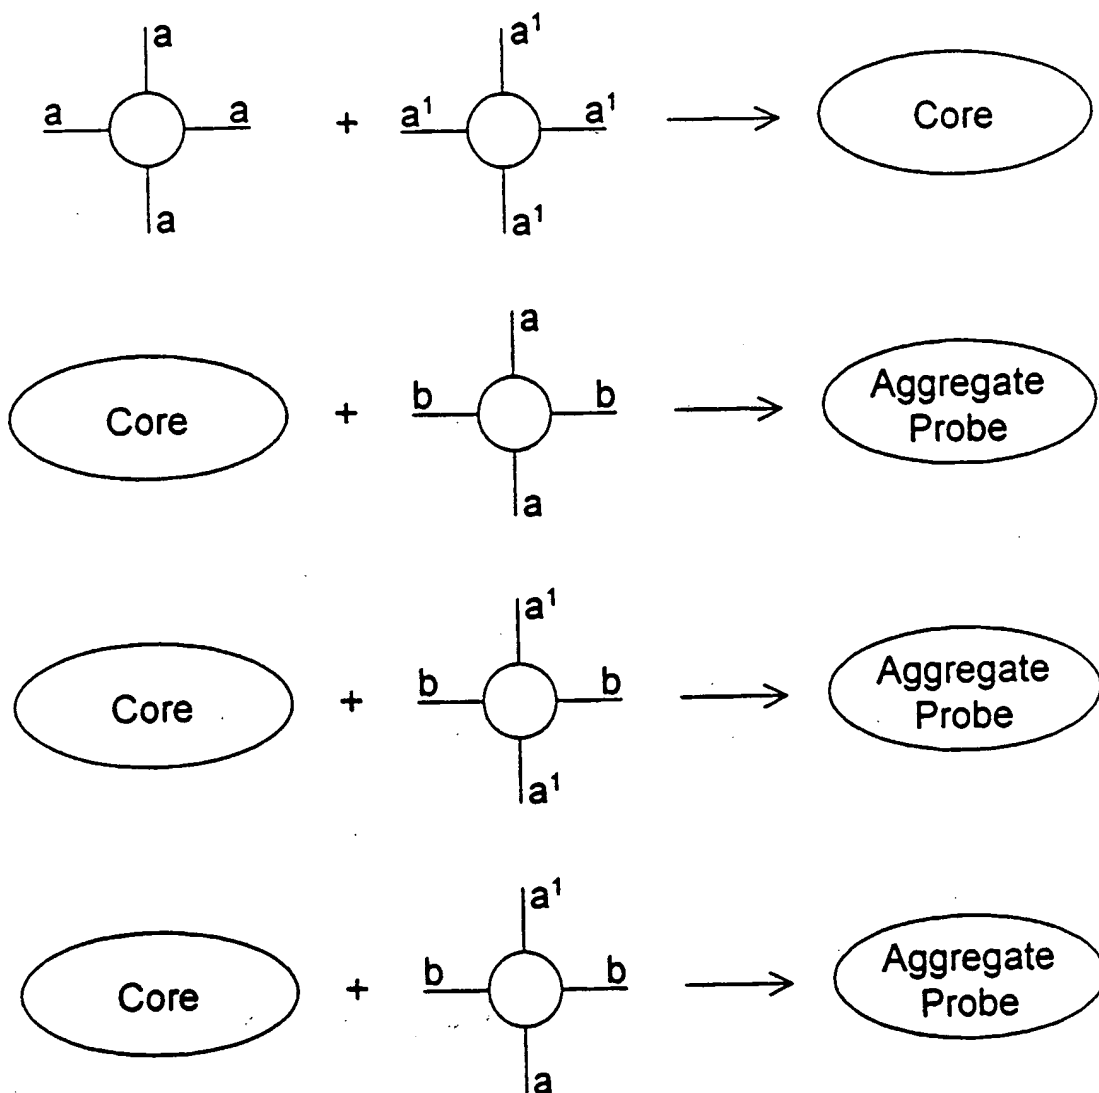 a a¹
a a + a¹ a¹ → Core
a a¹
a
Core + b b → Aggregate Probe
a
a¹
Core + b b → Aggregate Probe
a¹
a¹
Core + b b → Aggregate Probe
a